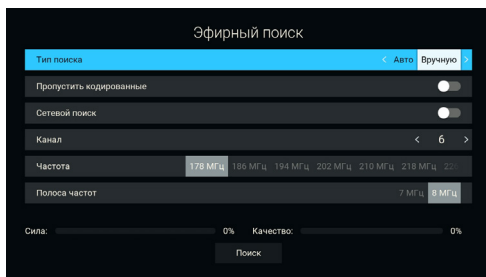 Эфирный поиск
Тип поиска < Авто Вручную >
Пропустить кодированные
Сетевой поиск
Канал < 6 >
Частота 178 МГц 186 МГц 194 МГц 202 МГц 210 МГц 218 МГц
Полоса частот 7 МГц 8 МГц
Сила: 0% Качество: 0%
Поиск